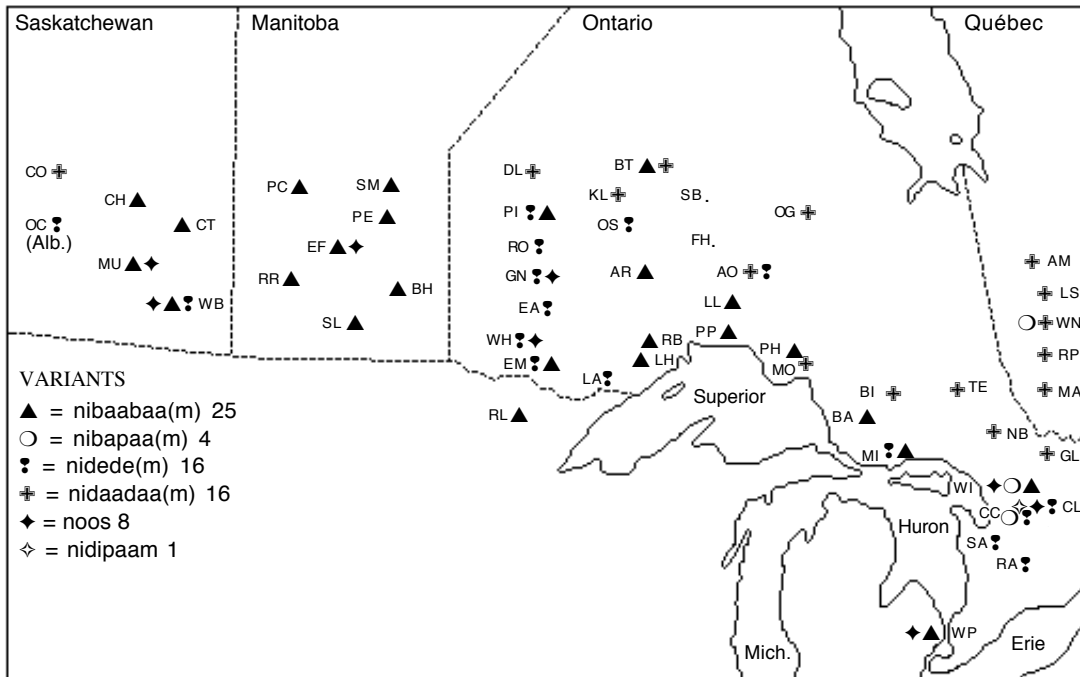 Saskatchewan Manitoba Ontario Québec
CO DL BT
CH PC SM KL SB.
OC CT PE PI OS OG
(Alb.) EF RO FH.
MU RR BH GN AR AO AM
WB EA LL LS
SL WH RB PP WN
EM LH PH RP
VARIANTS LA MO
▲ = nibaabaa(m) 25 RL Superior BI TE MA
❍ = nibapaa(m) 4 BA NB
❢ = nidede(m) 16 MI GL
✙ = nidaadaa(m) 16 WI
✦ = noos 8 Huron CC CL
✧ = nidipaam 1 SA
RA
WP
Mich. Erie